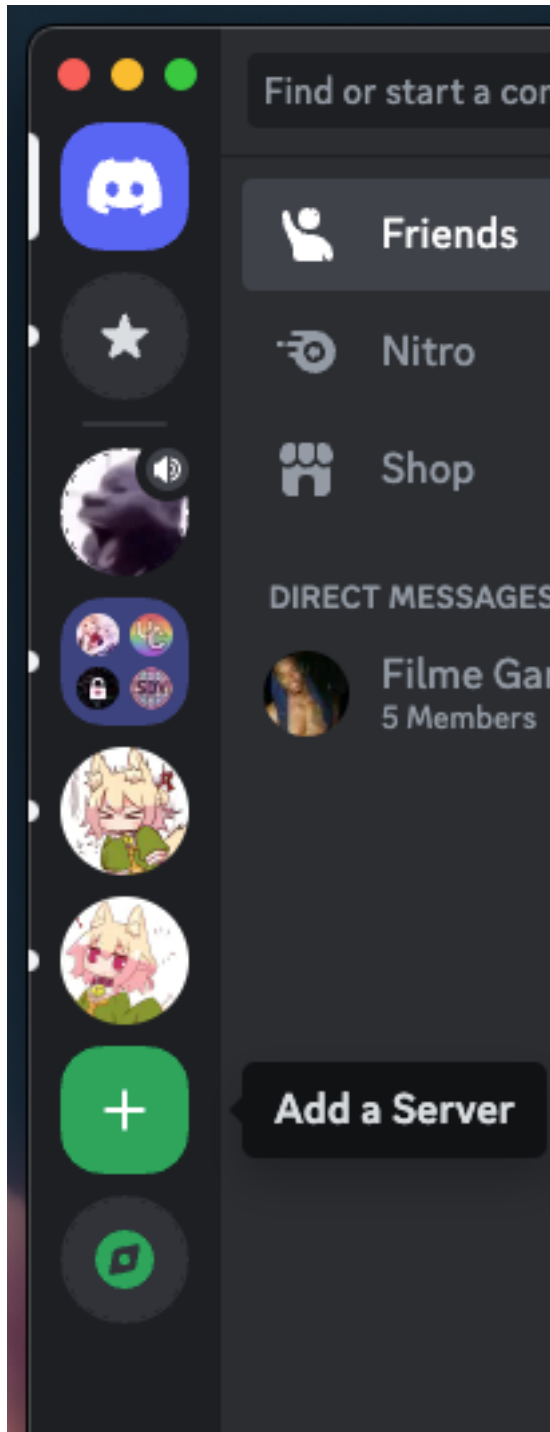 Find or start a con
Friends
Nitro
Shop
DIRECT MESSAGES
Filme Gar
5 Members
Add a Server